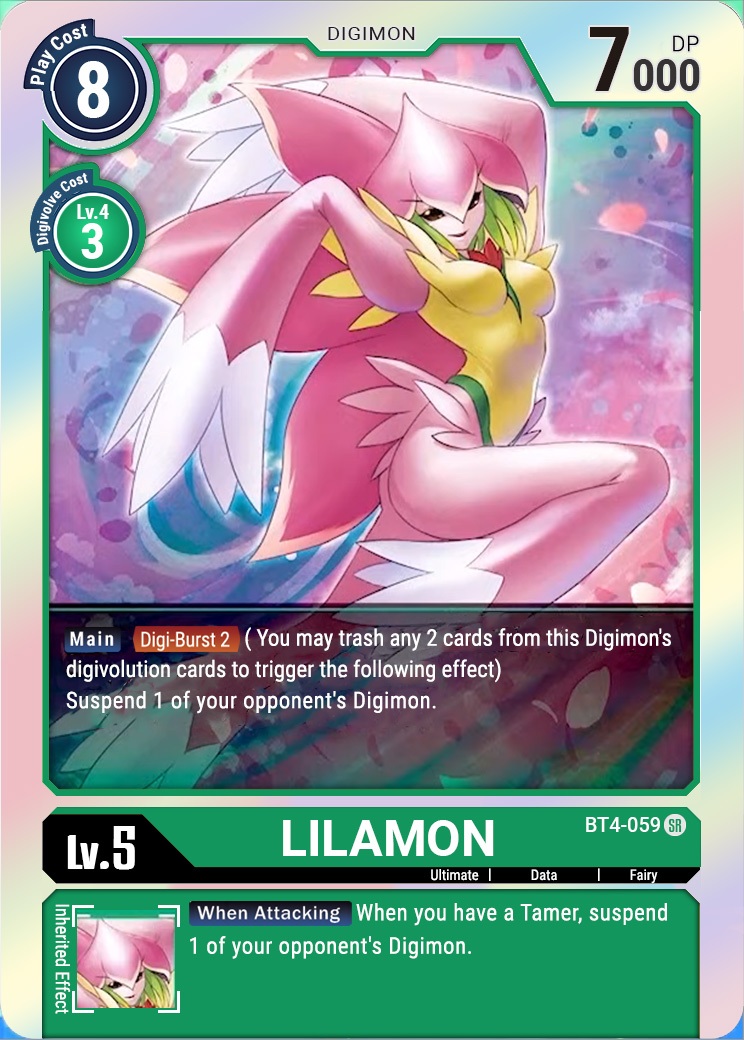 DIGIMON
Play Cost
8
DP
7000
Digivolve Cost
Lv.4
3
Main Digi-Burst 2 ( You may trash any 2 cards from this Digimon's
digivolution cards to trigger the following effect)
Suspend 1 of your opponent's Digimon.
BT4-059 SR
Lv.5
LILAMON
Ultimate | Data | Fairy
Inherited Effect
When Attacking When you have a Tamer, suspend
1 of your opponent's Digimon.